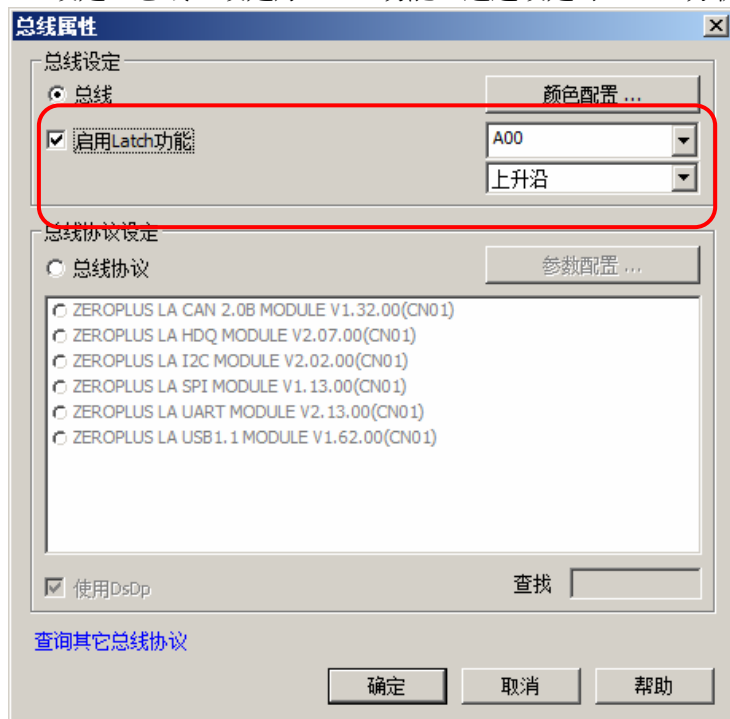 总线属性
总线设定
总线
颜色配置 ...
启用Latch功能
A00
上升沿
总线协议设定
总线协议
参数配置 ...
ZEROPLUS LA CAN 2.0B MODULE V1.32.00(CN01)
ZEROPLUS LA HDQ MODULE V2.07.00(CN01)
ZEROPLUS LA I2C MODULE V2.02.00(CN01)
ZEROPLUS LA SPI MODULE V1.13.00(CN01)
ZEROPLUS LA UART MODULE V2.13.00(CN01)
ZEROPLUS LA USB1.1 MODULE V1.62.00(CN01)
使用DsDp
查找
查询其它总线协议
确定
取消
帮助